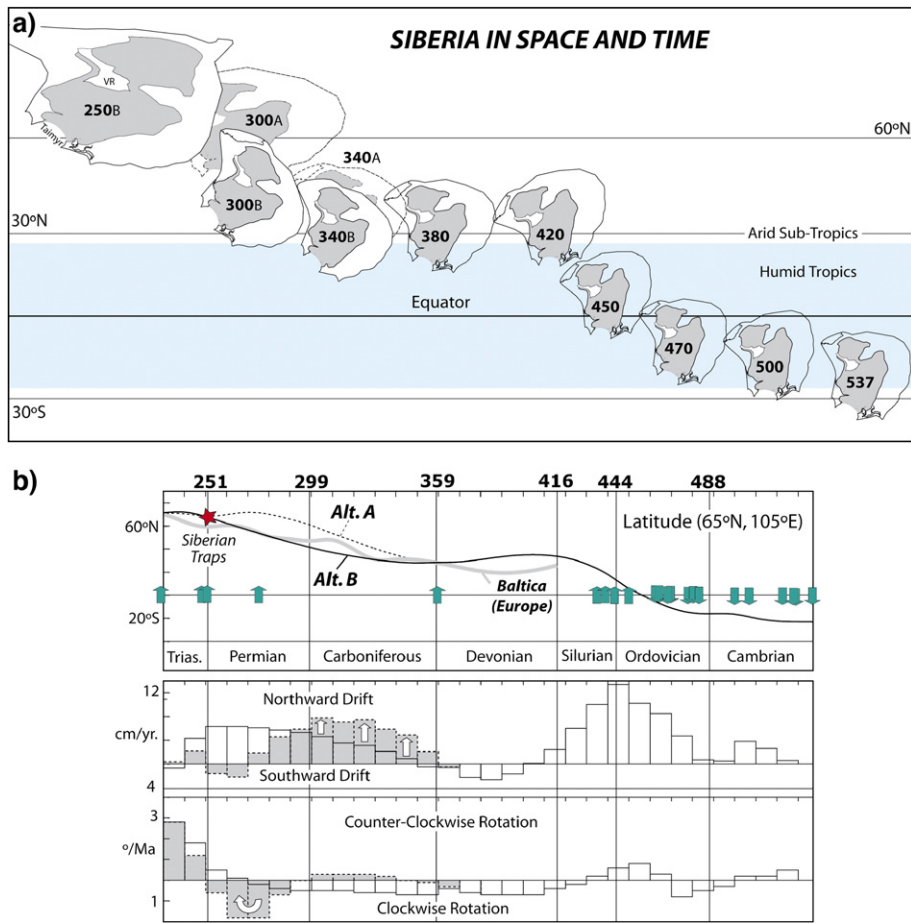 a)
SIBERIA IN SPACE AND TIME
VR
250B
Taimyr
300A
60ºN
340A
300B
30ºN
340B
380
420
Arid Sub-Tropics
Humid Tropics
Equator
450
470
500
537
30ºS
b)
251 299 359 416 444 488
60ºN
Alt. A
Latitude (65ºN, 105ºE)
Siberian
Traps
Alt. B
Baltica
(Europe)
20ºS
Trias. Permian Carboniferous Devonian Silurian Ordovician Cambrian
12
Northward Drift
cm/yr.
Southward Drift
4
3
Counter-Clockwise Rotation
º/Ma
1
Clockwise Rotation